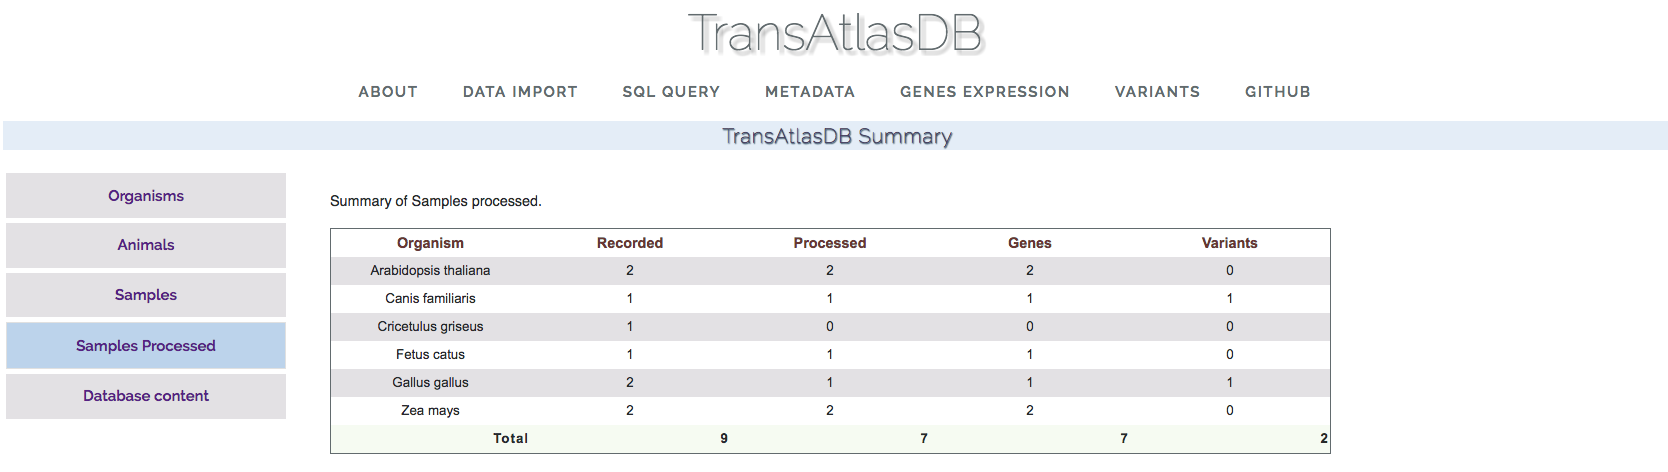 TransAtlasDB
ABOUT DATA IMPORT SQL QUERY METADATA GENES EXPRESSION VARIANTS GITHUB
TransAtlasDB Summary
Organisms
Animals
Samples
Samples Processed
Database content
Summary of Samples processed.
Organism Recorded Processed Genes Variants
Arabidopsis thaliana 2 2 2 0
Canis familiaris 1 1 1 1
Cricetulus griseus 1 0 0 0
Fetus catus 1 1 1 0
Gallus gallus 2 1 1 1
Zea mays 2 2 2 0
Total 9 7 7 2